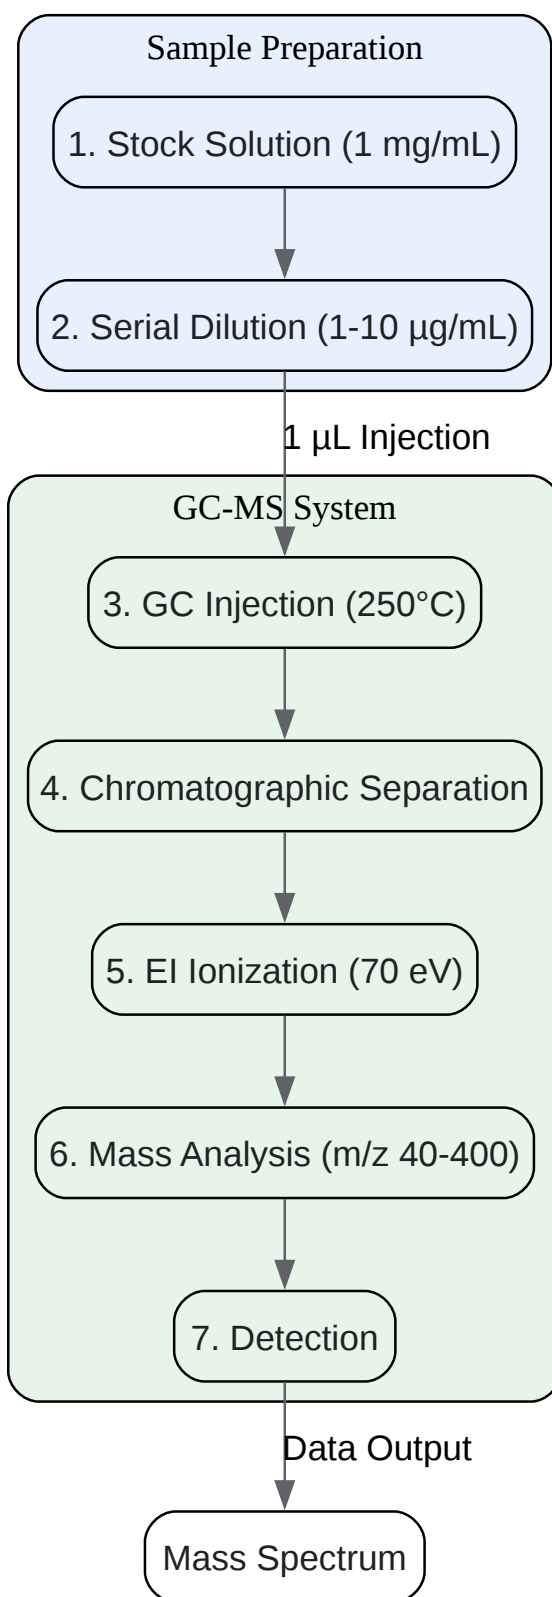 Sample Preparation
1. Stock Solution (1 mg/mL)
2. Serial Dilution (1-10 µg/mL)
1 µL Injection
GC-MS System
3. GC Injection (250°C)
4. Chromatographic Separation
5. EI Ionization (70 eV)
6. Mass Analysis (m/z 40-400)
7. Detection
Data Output
Mass Spectrum